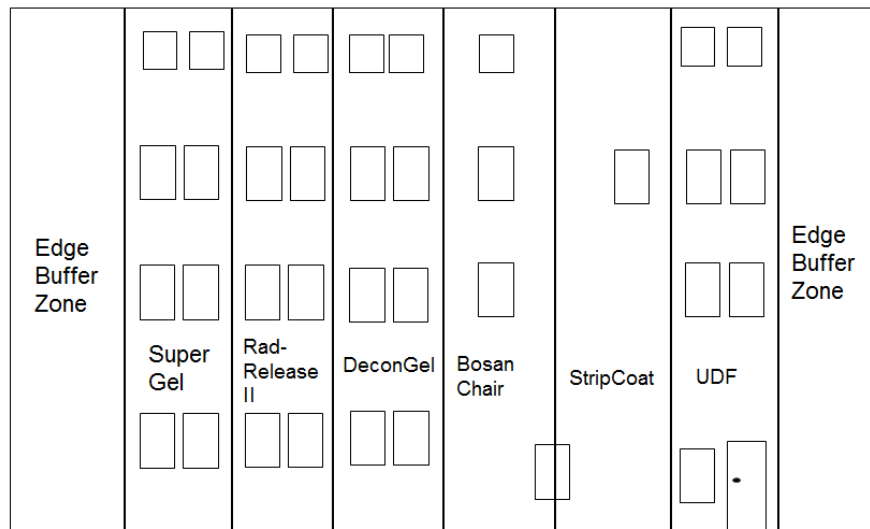 Edge
Buffer
Zone
Super
Gel
Rad-
Release
II
DeconGel
Bosan
Chair
StripCoat
UDF
Edge
Buffer
Zone